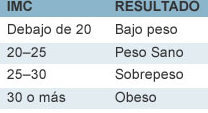 IMC RESULTADO
Debajo de 20 Bajo peso
20–25 Peso Sano
25–30 Sobrepeso
30 o más Obeso